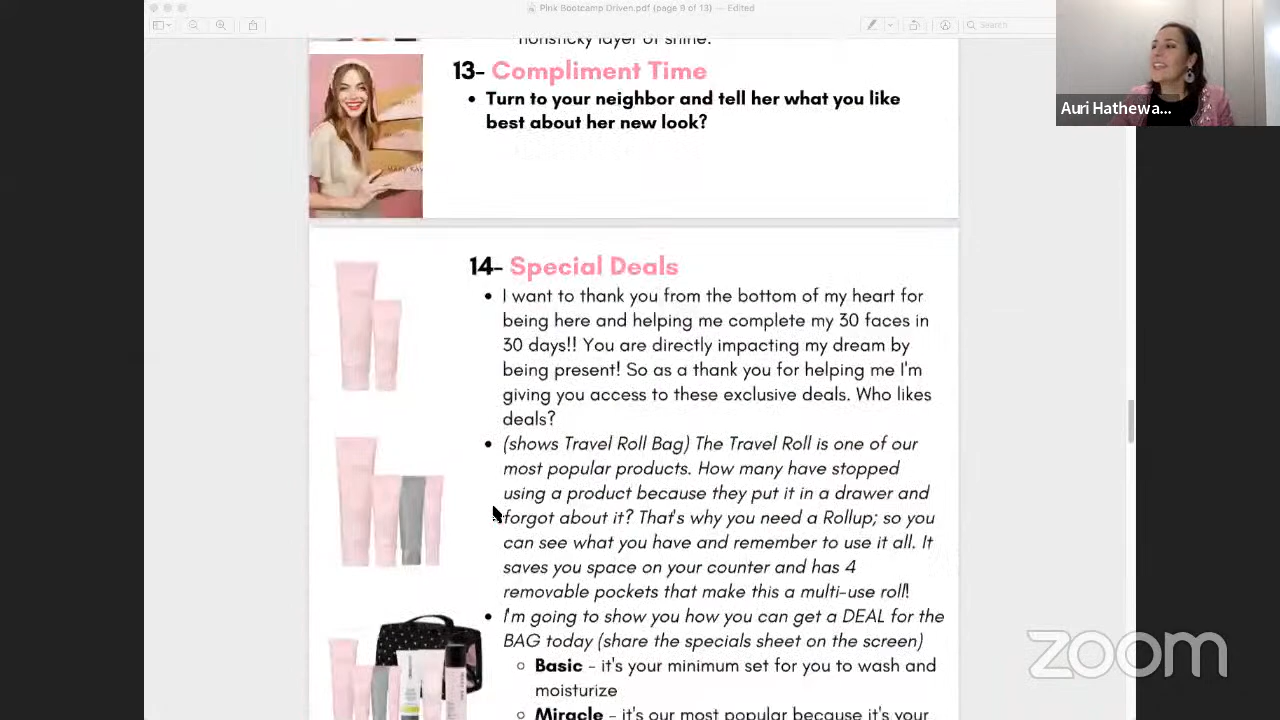 Pink Bootcamp Driven.pdf (page 9 of 13) — Edited
Search
nonsticky layer of shine.
13- Compliment Time
• Turn to your neighbor and tell her what you like
best about her new look?
MARY KAY
14- Special Deals
• I want to thank you from the bottom of my heart for
being here and helping me complete my 30 faces in
30 days!! You are directly impacting my dream by
being present! So as a thank you for helping me I'm
giving you access to these exclusive deals. Who likes
deals?
• (shows Travel Roll Bag) The Travel Roll is one of our
most popular products. How many have stopped
using a product because they put it in a drawer and
forgot about it? That's why you need a Rollup; so you
can see what you have and remember to use it all. It
saves you space on your counter and has 4
removable pockets that make this a multi-use roll!
• I'm going to show you how you can get a DEAL for the
BAG today (share the specials sheet on the screen)
○ Basic - it's your minimum set for you to wash and
moisturize
○ Miracle - it's our most popular because it's your
Auri Hathewa...
zoom